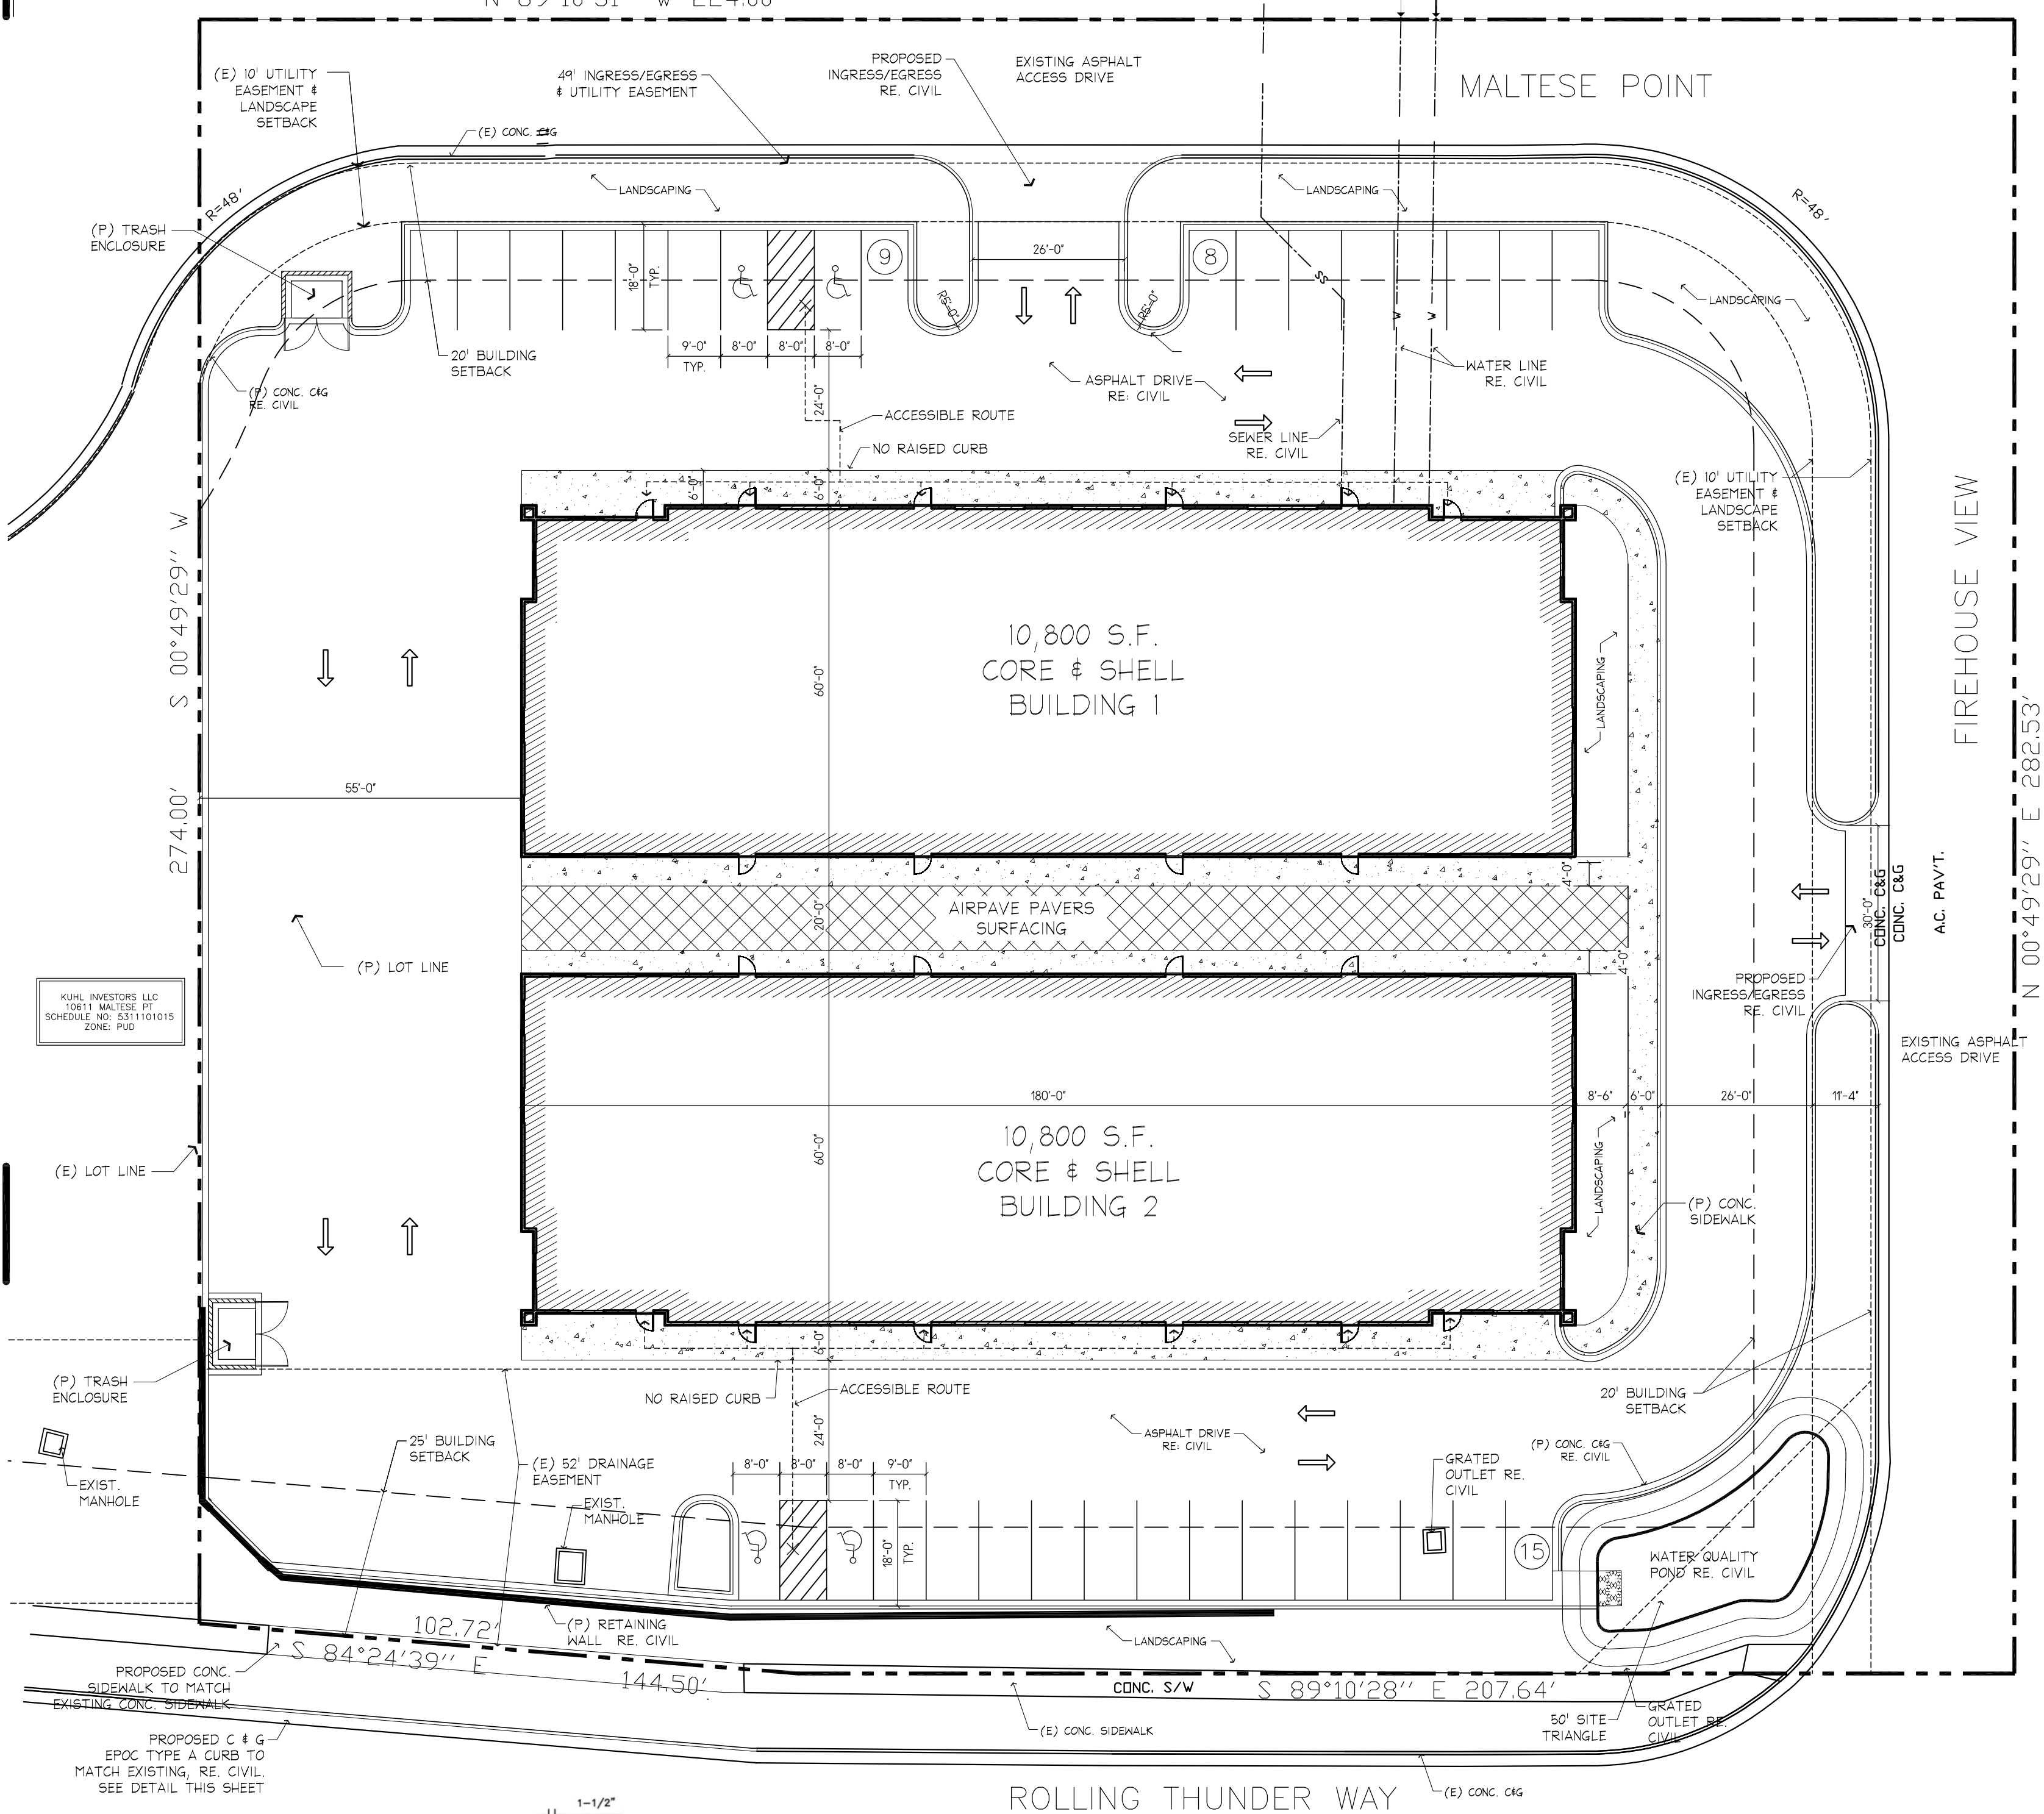 MALTESE POINT
(E) 10' UTILITY
EASEMENT &
LANDSCAPE
SETBACK
49' INGRESS/EGRESS
& UTILITY EASEMENT
PROPOSED
INGRESS/EGRESS
RE. CIVIL
EXISTING ASPHALT
ACCESS DRIVE
(E) CONC. C&G
R=48'
LANDSCAPING
LANDSCAPING
R=48'
(P) TRASH
ENCLOSURE
18'-0"
TYP.
9
26'-0"
8
R5'-0"
R5'-0"
SS
W
W
LANDSCAPING
9'-0"
TYP.
8'-0"
8'-0"
8'-0"
20' BUILDING
SETBACK
(P) CONC. C&G
RE. CIVIL
24'-0"
ASPHALT DRIVE
RE: CIVIL
WATER LINE
RE. CIVIL
ACCESSIBLE ROUTE
NO RAISED CURB
SEWER LINE
RE. CIVIL
6'-0"
6'-0"
(E) 10' UTILITY
EASEMENT &
LANDSCAPE
SETBACK
FIREHOUSE VIEW
S 00°49'29" W
274.00'
N 00°49'29" E 282.53'
10,800 S.F.
CORE & SHELL
BUILDING 1
60'-0"
LANDSCAPING
55'-0"
4'-0"
AIRPAVE PAVERS
SURFACING
20'-0"
4'-0"
30'-0"
CONC. C&G
CONC. C&G
A.C. PAV'T.
(P) LOT LINE
KUHL INVESTORS LLC
10611 MALTESE PT
SCHEDULE NO: 5311101015
ZONE: PUD
PROPOSED
INGRESS/EGRESS
RE. CIVIL
EXISTING ASPHALT
ACCESS DRIVE
180'-0"
8'-6"
6'-0"
26'-0"
11'-4"
10,800 S.F.
CORE & SHELL
BUILDING 2
60'-0"
LANDSCAPING
(E) LOT LINE
(P) CONC.
SIDEWALK
6'-0"
(P) TRASH
ENCLOSURE
NO RAISED CURB
ACCESSIBLE ROUTE
20' BUILDING
SETBACK
24'-0"
25' BUILDING
SETBACK
(E) 52' DRAINAGE
EASEMENT
ASPHALT DRIVE
RE: CIVIL
(P) CONC. C&G
RE. CIVIL
8'-0"
8'-0"
8'-0"
9'-0"
TYP.
GRATED
OUTLET RE.
CIVIL
EXIST.
MANHOLE
EXIST.
MANHOLE
18'-0"
TYP.
15
WATER QUALITY
POND RE. CIVIL
102.72'
S 84°24'39" E
144.50'
(P) RETAINING
WALL RE. CIVIL
LANDSCAPING
PROPOSED CONC.
SIDEWALK TO MATCH
EXISTING CONC. SIDEWALK
CONC. S/W
S 89°10'28" E 207.64'
(E) CONC. SIDEWALK
50' SITE
TRIANGLE
GRATED
OUTLET RE.
CIVIL
PROPOSED C & G
EPOC TYPE A CURB TO
MATCH EXISTING, RE. CIVIL.
SEE DETAIL THIS SHEET
(E) CONC. C&G
ROLLING THUNDER WAY
1-1/2"